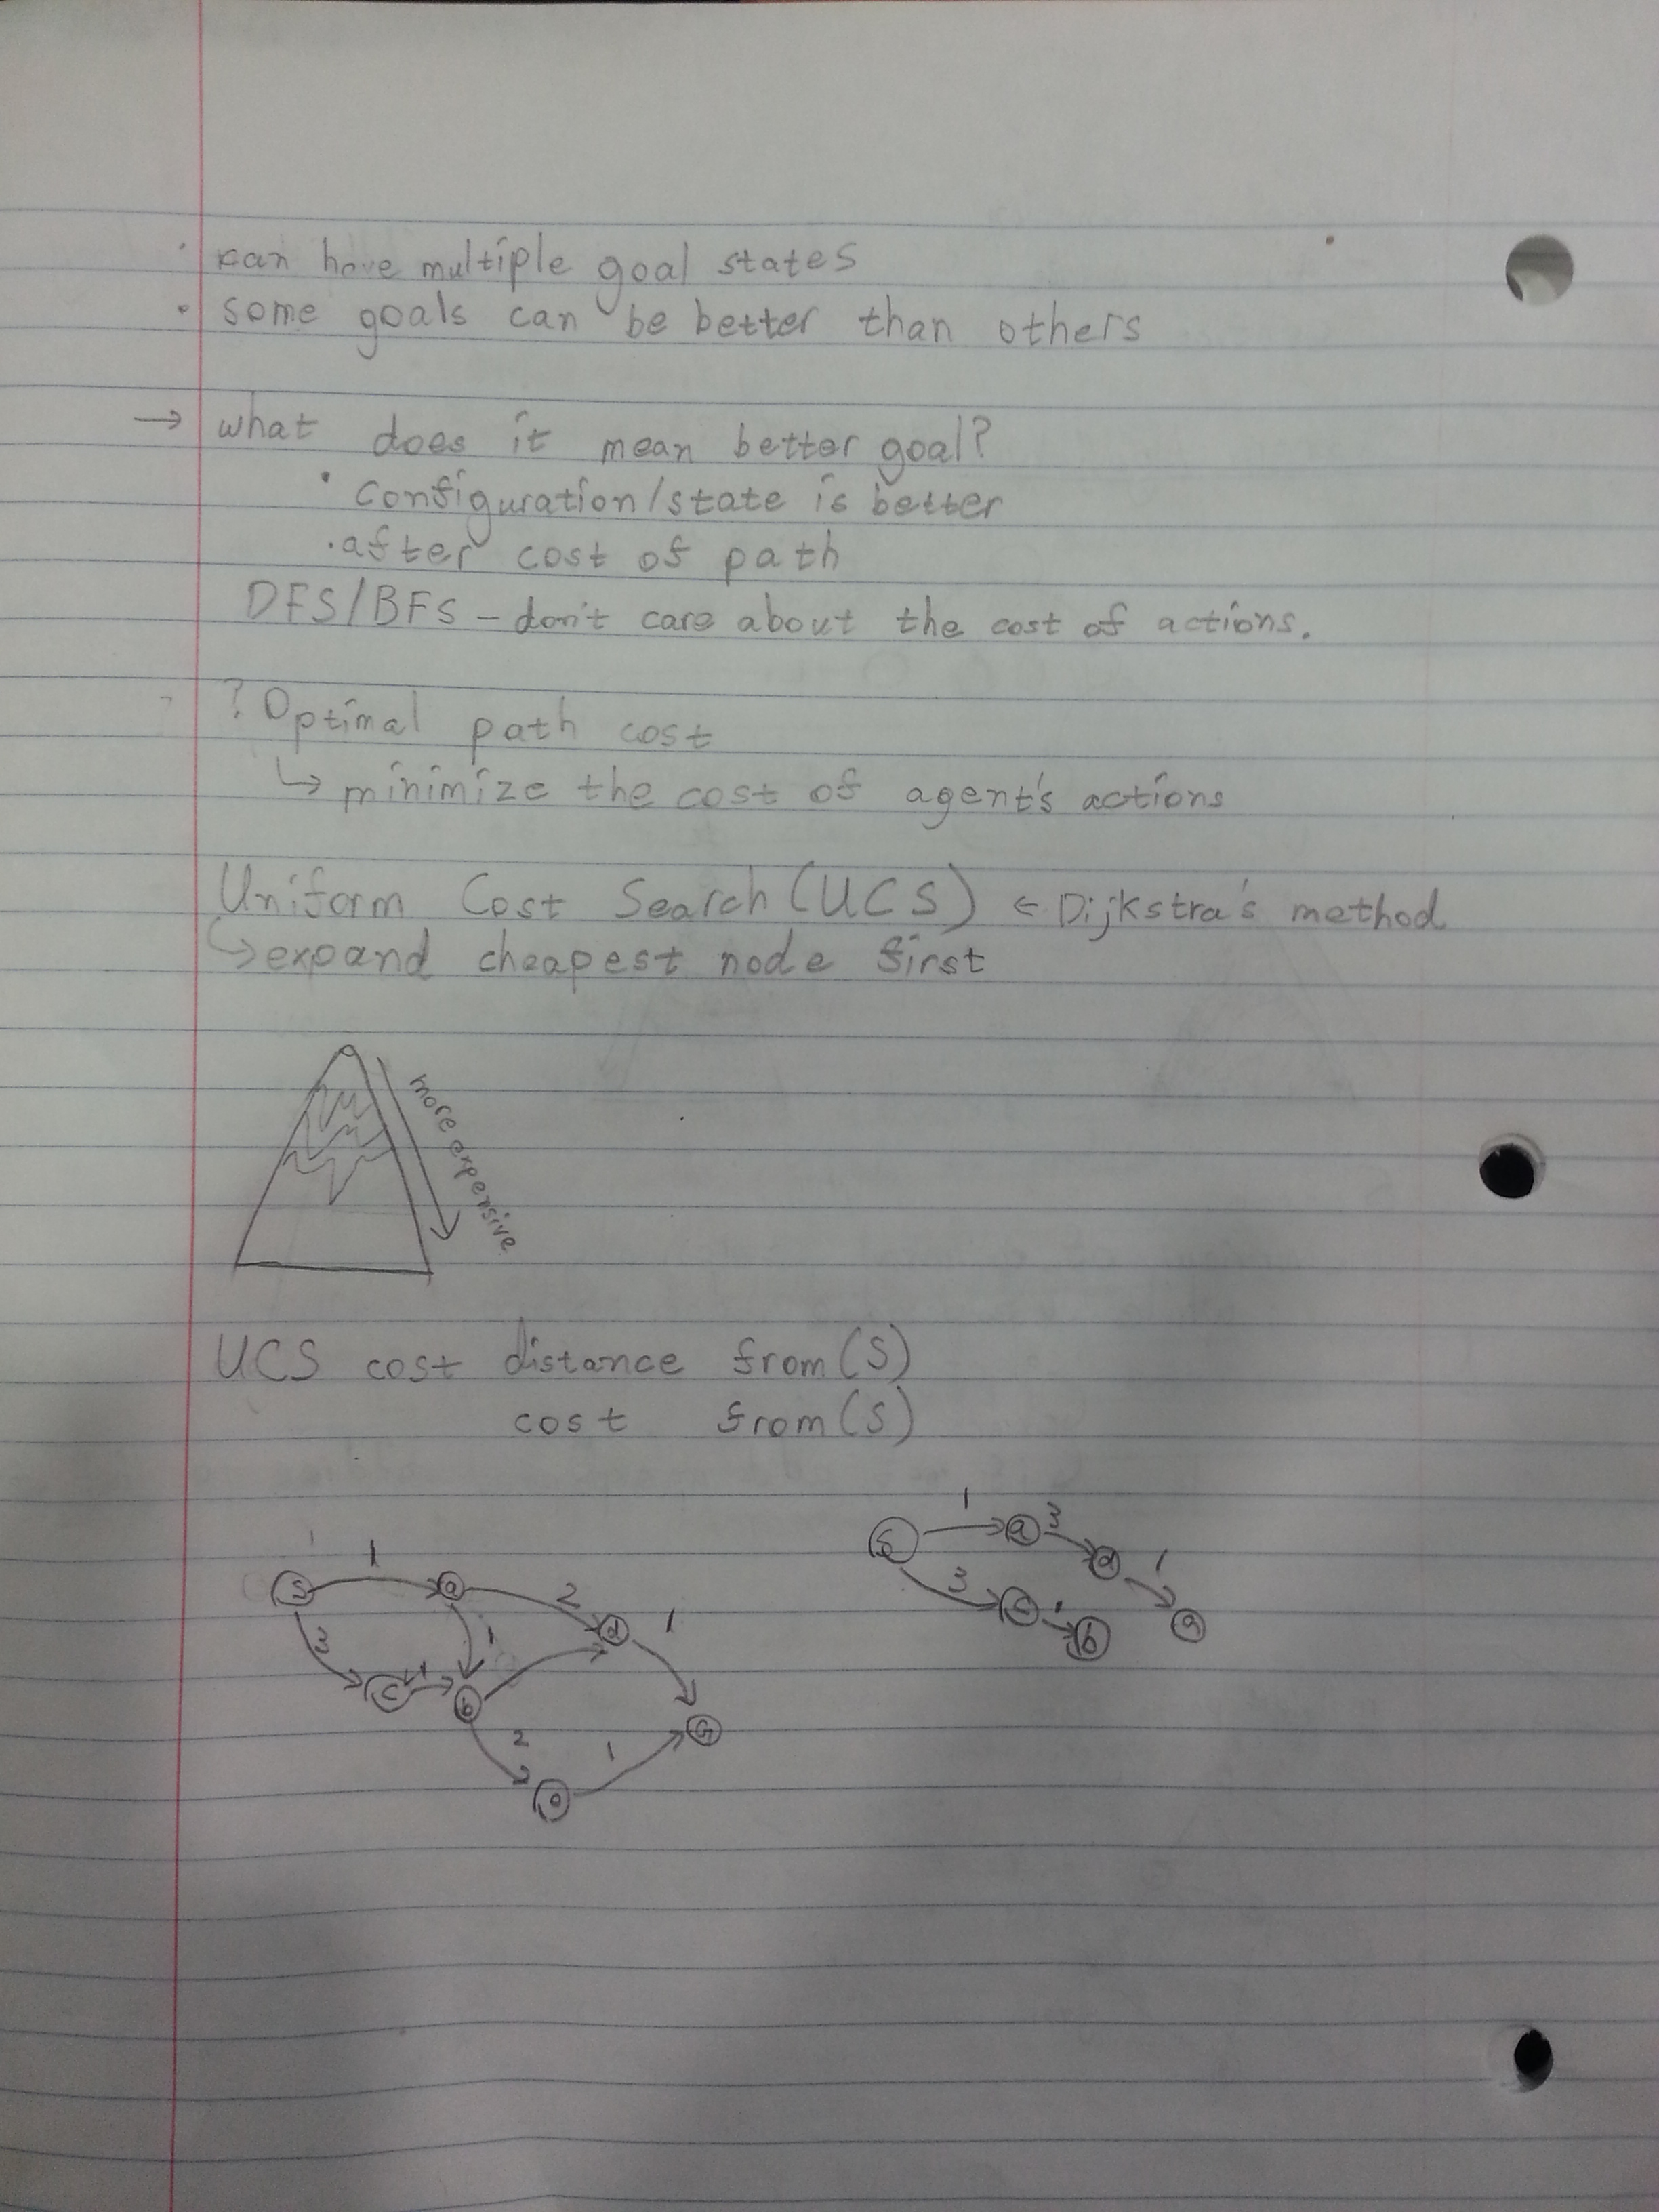 · can have multiple goal states
• some goals can be better than others
→ what does it mean better goal?
• configuration/state is better
· after cost of path
DFS/BFS – don't care about the cost of actions.
? Optimal path cost
↳ minimize the cost of agent's actions
Uniform Cost Search (UCS) ← Dijkstra's method
↳ expand cheapest node first
more expensive
UCS cost distance from (S)
cost from (S)
1
S 1 a 3 d 1 G
3 c b
S 1 a 2 d 1
3 c 1 b 1
2 1 G
e